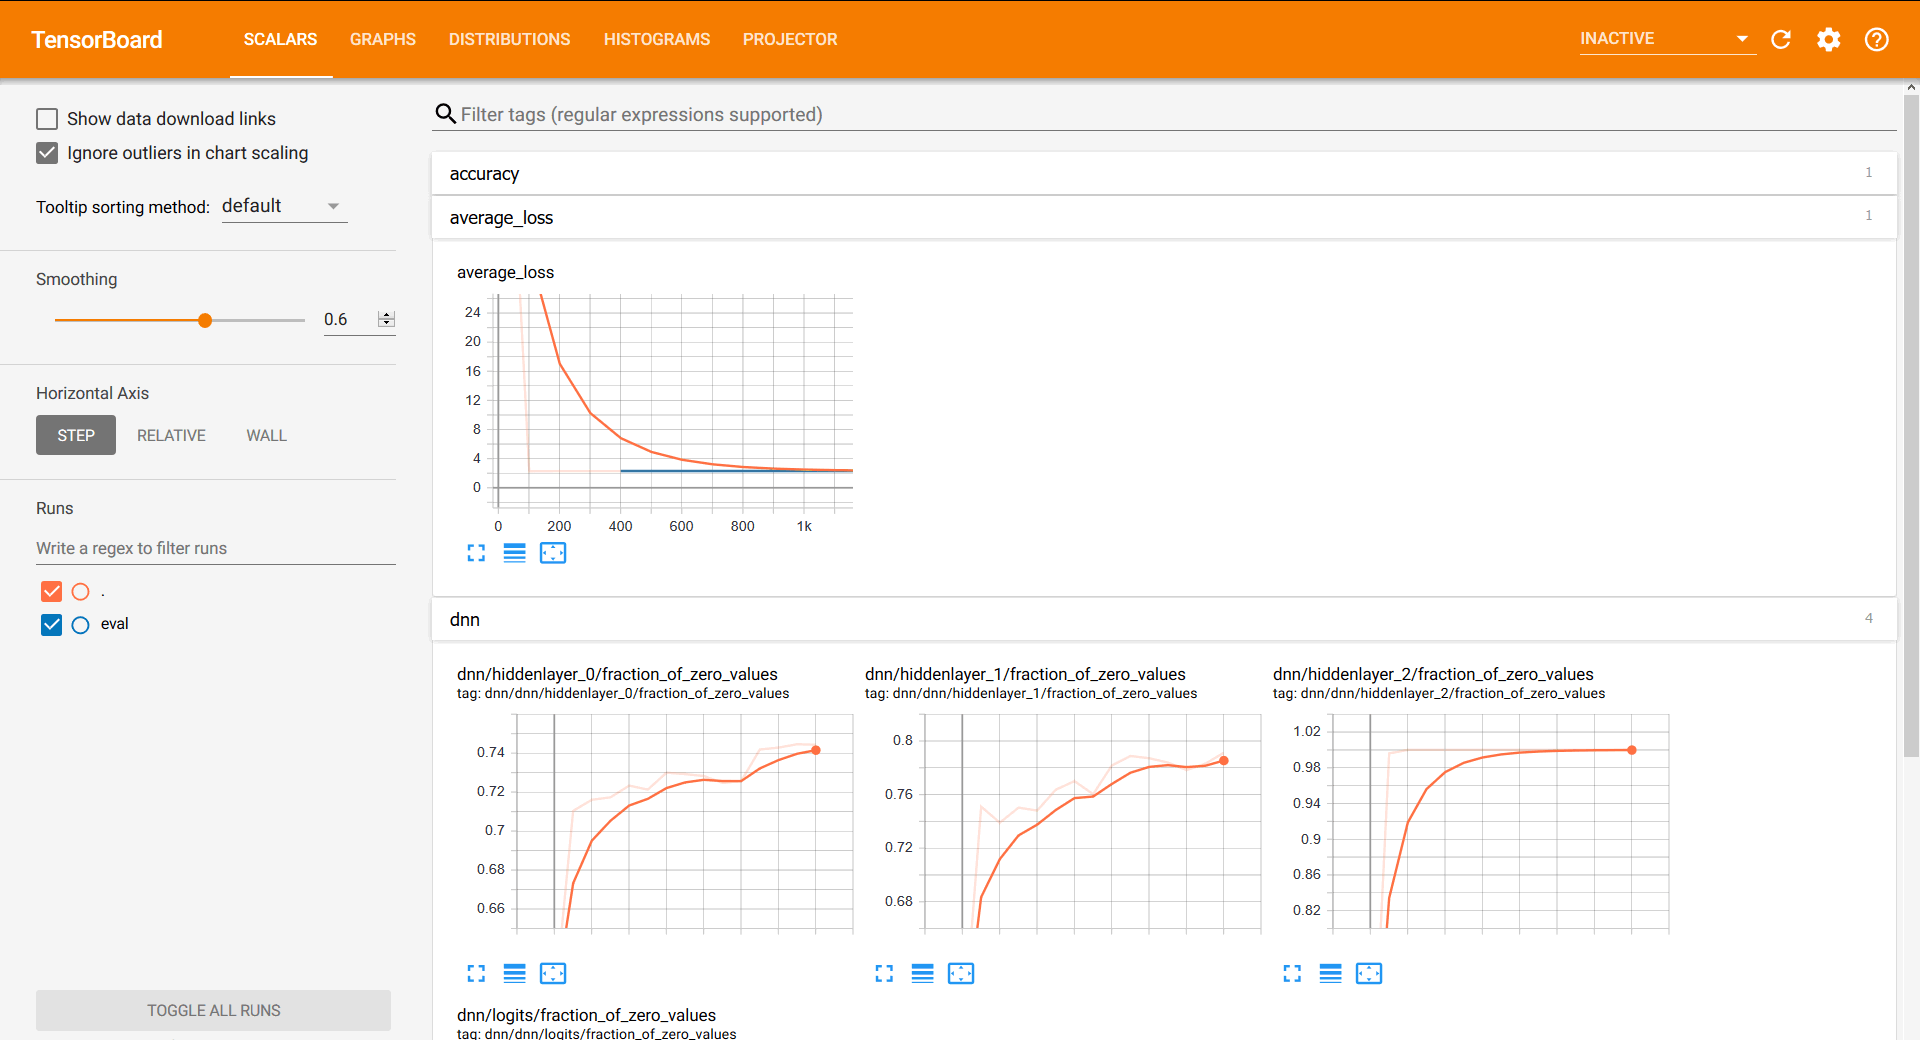 TensorBoard SCALARS GRAPHS DISTRIBUTIONS HISTOGRAMS PROJECTOR INACTIVE
Show data download links
Ignore outliers in chart scaling
Tooltip sorting method: default
Smoothing
0.6
Horizontal Axis
STEP RELATIVE WALL
Runs
Write a regex to filter runs
.
eval
TOGGLE ALL RUNS
Filter tags (regular expressions supported)
accuracy 1
average_loss 1
average_loss
24
20
16
12
8
4
0
0 200 400 600 800 1k
dnn 4
dnn/hiddenlayer_0/fraction_of_zero_values
tag: dnn/dnn/hiddenlayer_0/fraction_of_zero_values
0.74
0.72
0.7
0.68
0.66
dnn/hiddenlayer_1/fraction_of_zero_values
tag: dnn/dnn/hiddenlayer_1/fraction_of_zero_values
0.8
0.76
0.72
0.68
dnn/hiddenlayer_2/fraction_of_zero_values
tag: dnn/dnn/hiddenlayer_2/fraction_of_zero_values
1.02
0.98
0.94
0.9
0.86
0.82
dnn/logits/fraction_of_zero_values
tag: dnn/dnn/logits/fraction_of_zero_values